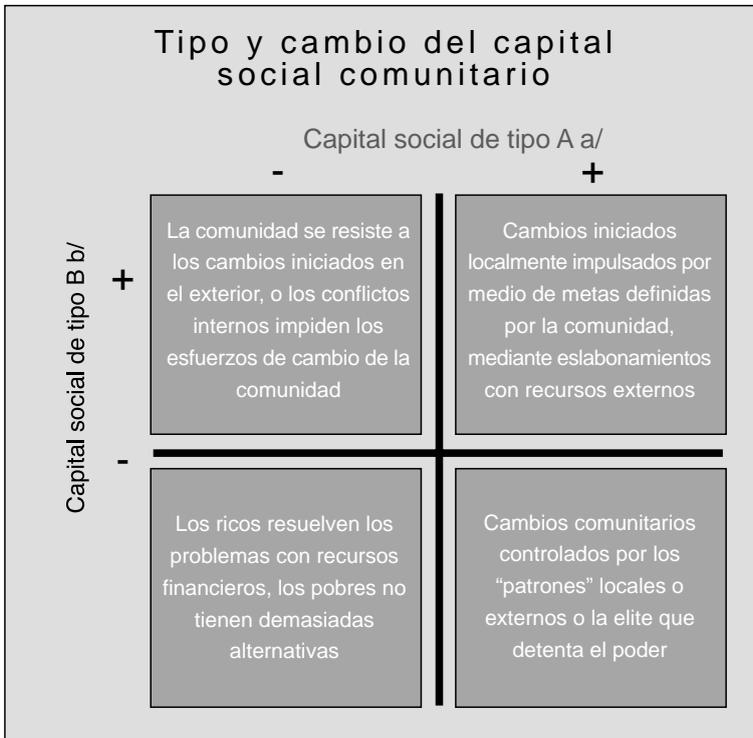 Tipo y cambio del capital
social comunitario
Capital social de tipo A a/
-
+
Capital social de tipo B b/
+
La comunidad se resiste a
los cambios iniciados en
el exterior, o los conflictos
internos impiden los
esfuerzos de cambio de la
comunidad
Cambios iniciados
localmente impulsados por
medio de metas definidas
por la comunidad,
mediante eslabonamientos
con recursos externos
-
Los ricos resuelven los
problemas con recursos
financieros, los pobres no
tienen demasiadas
alternativas
Cambios comunitarios
controlados por los
“patrones” locales o
externos o la elite que
detenta el poder